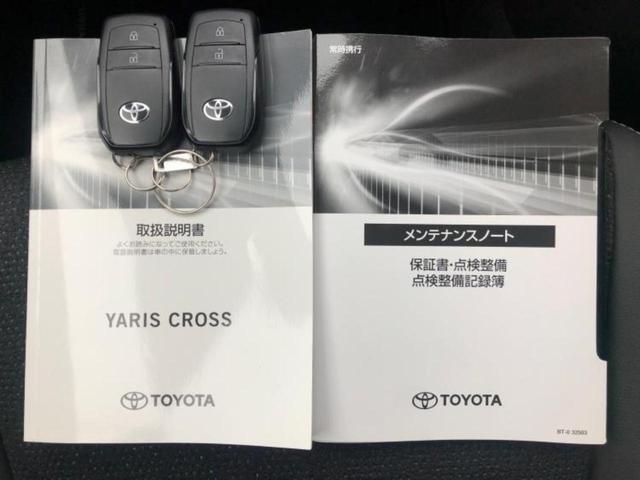 取扱説明書
よくお読みになってご使用ください。
取扱説明書は車の中に保管しましょう。
YARIS CROSS
TOYOTA
常時携行
メンテナンスノート
保証書・点検整備
点検整備記録簿
TOYOTA